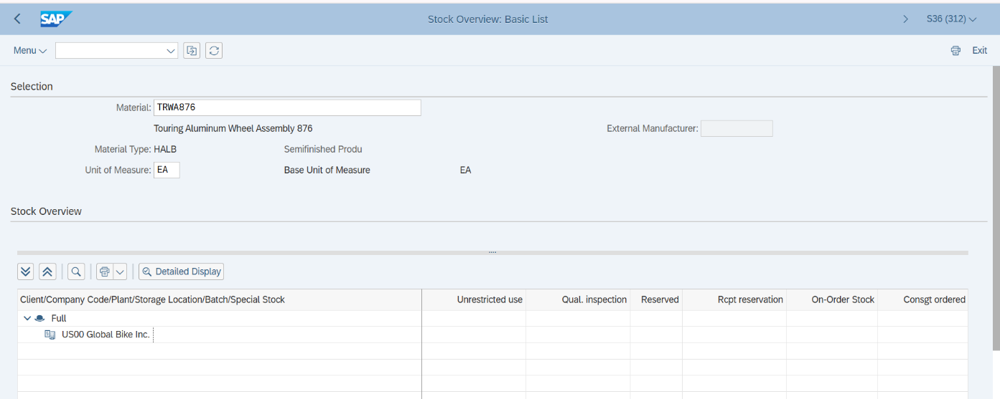 SAP Stock Overview: Basic List S36 (312)
Menu Exit
Selection
Material: TRWA876
Touring Aluminum Wheel Assembly 876 External Manufacturer:
Material Type: HALB Semifinished Produ
Unit of Measure: EA Base Unit of Measure EA
Stock Overview
Detailed Display
Client/Company Code/Plant/Storage Location/Batch/Special Stock Unrestricted use Qual. inspection Reserved Rcpt reservation On-Order Stock Consgt ordered
Full
US00 Global Bike Inc.